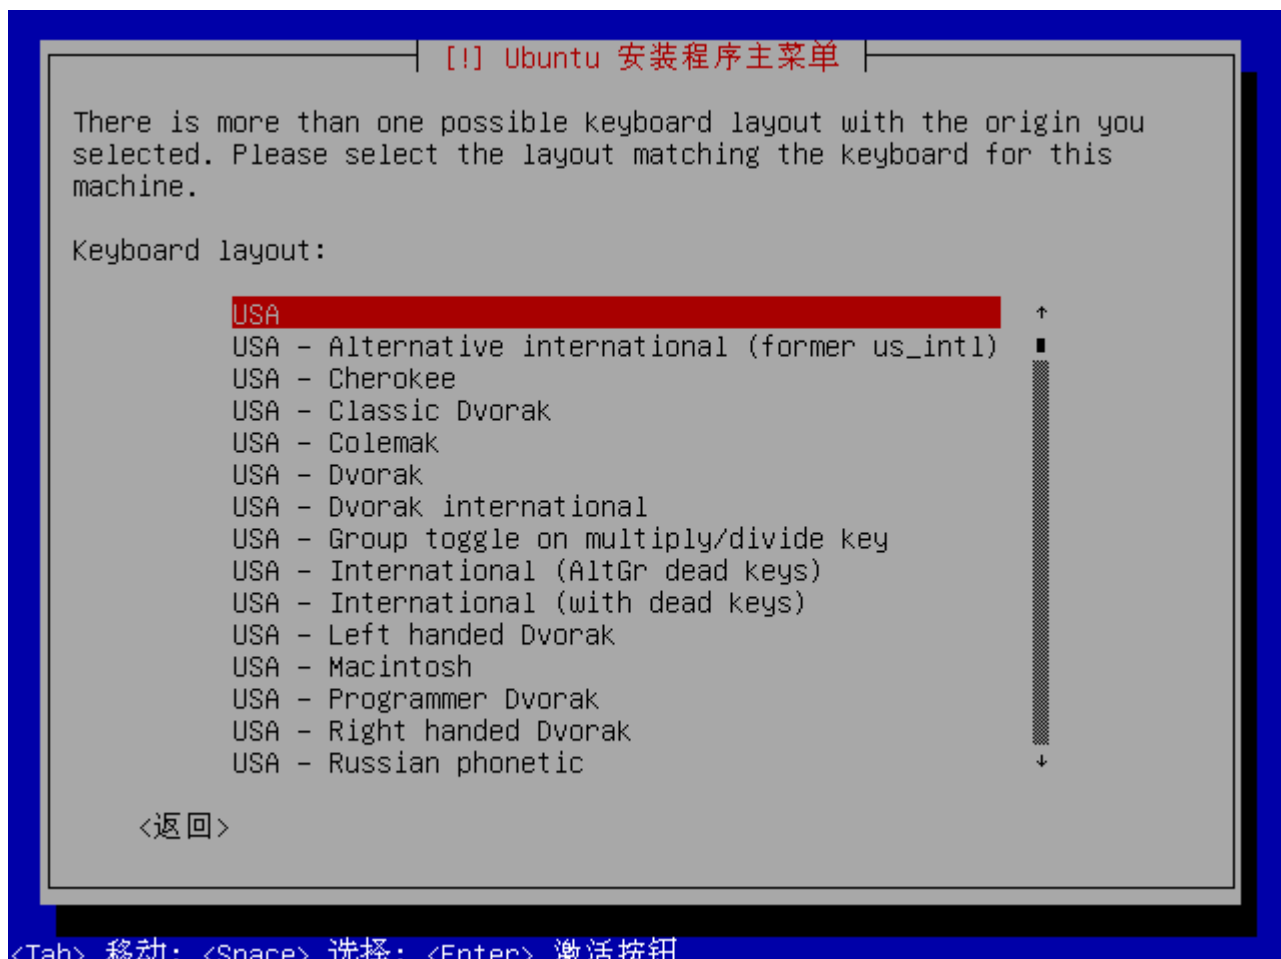 [!] Ubuntu 安装程序主菜单
There is more than one possible keyboard layout with the origin you
selected. Please select the layout matching the keyboard for this
machine.
Keyboard layout:
USA
USA - Alternative international (former us_intl)
USA - Cherokee
USA - Classic Dvorak
USA - Colemak
USA - Dvorak
USA - Dvorak international
USA - Group toggle on multiply/divide key
USA - International (AltGr dead keys)
USA - International (with dead keys)
USA - Left handed Dvorak
USA - Macintosh
USA - Programmer Dvorak
USA - Right handed Dvorak
USA - Russian phonetic
<返回>
<Tab> 移动; <Space> 选择; <Enter> 激活按钮